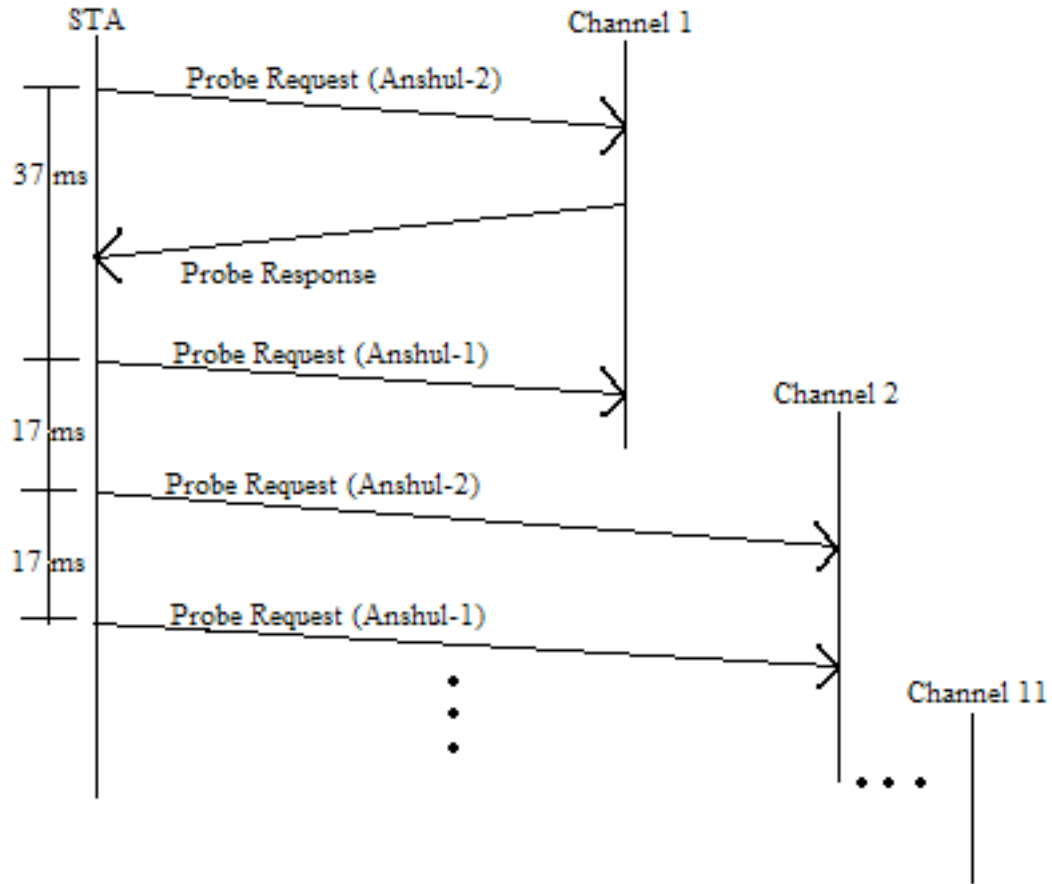 STA
Channel 1
Probe Request (Anshul-2)
37 ms
Probe Response
Probe Request (Anshul-1)
Channel 2
17 ms
Probe Request (Anshul-2)
17 ms
Probe Request (Anshul-1)
Channel 11